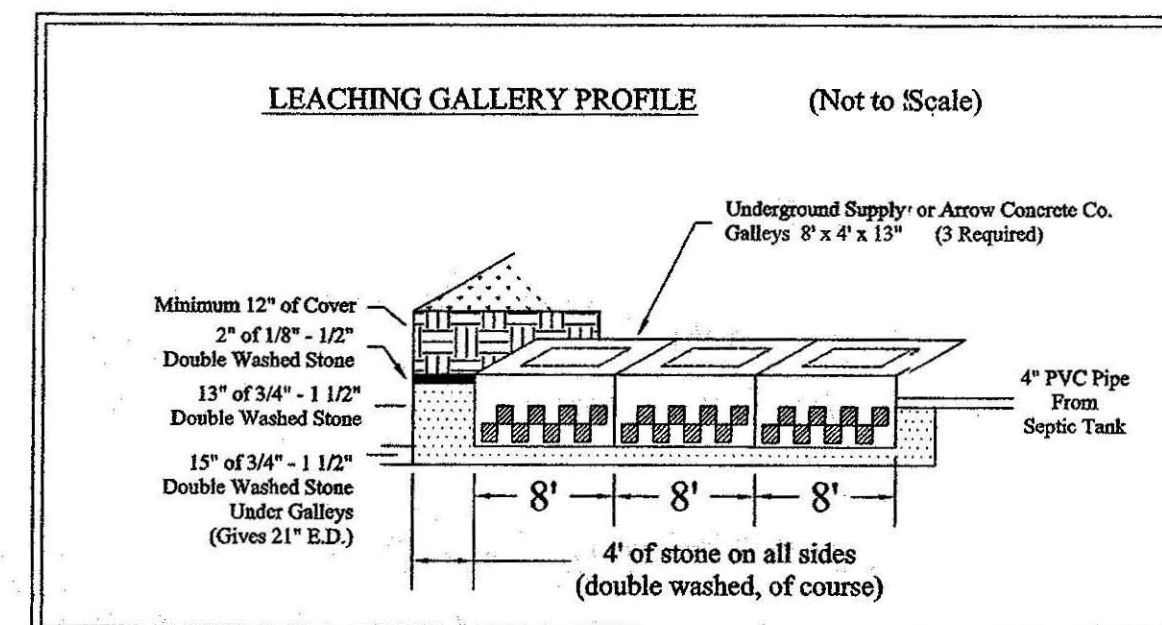 LEACHING GALLERY PROFILE (Not to Scale)
Underground Supply or Arrow Concrete Co.
Galleys 8' x 4' x 13" (3 Required)
Minimum 12" of Cover
2" of 1/8" - 1/2"
Double Washed Stone
13" of 3/4" - 1 1/2"
Double Washed Stone
15" of 3/4" - 1 1/2"
Double Washed Stone
Under Galleys
(Gives 21" E.D.)
4" PVC Pipe
From
Septic Tank
8' 8' 8'
4' of stone on all sides
(double washed, of course)